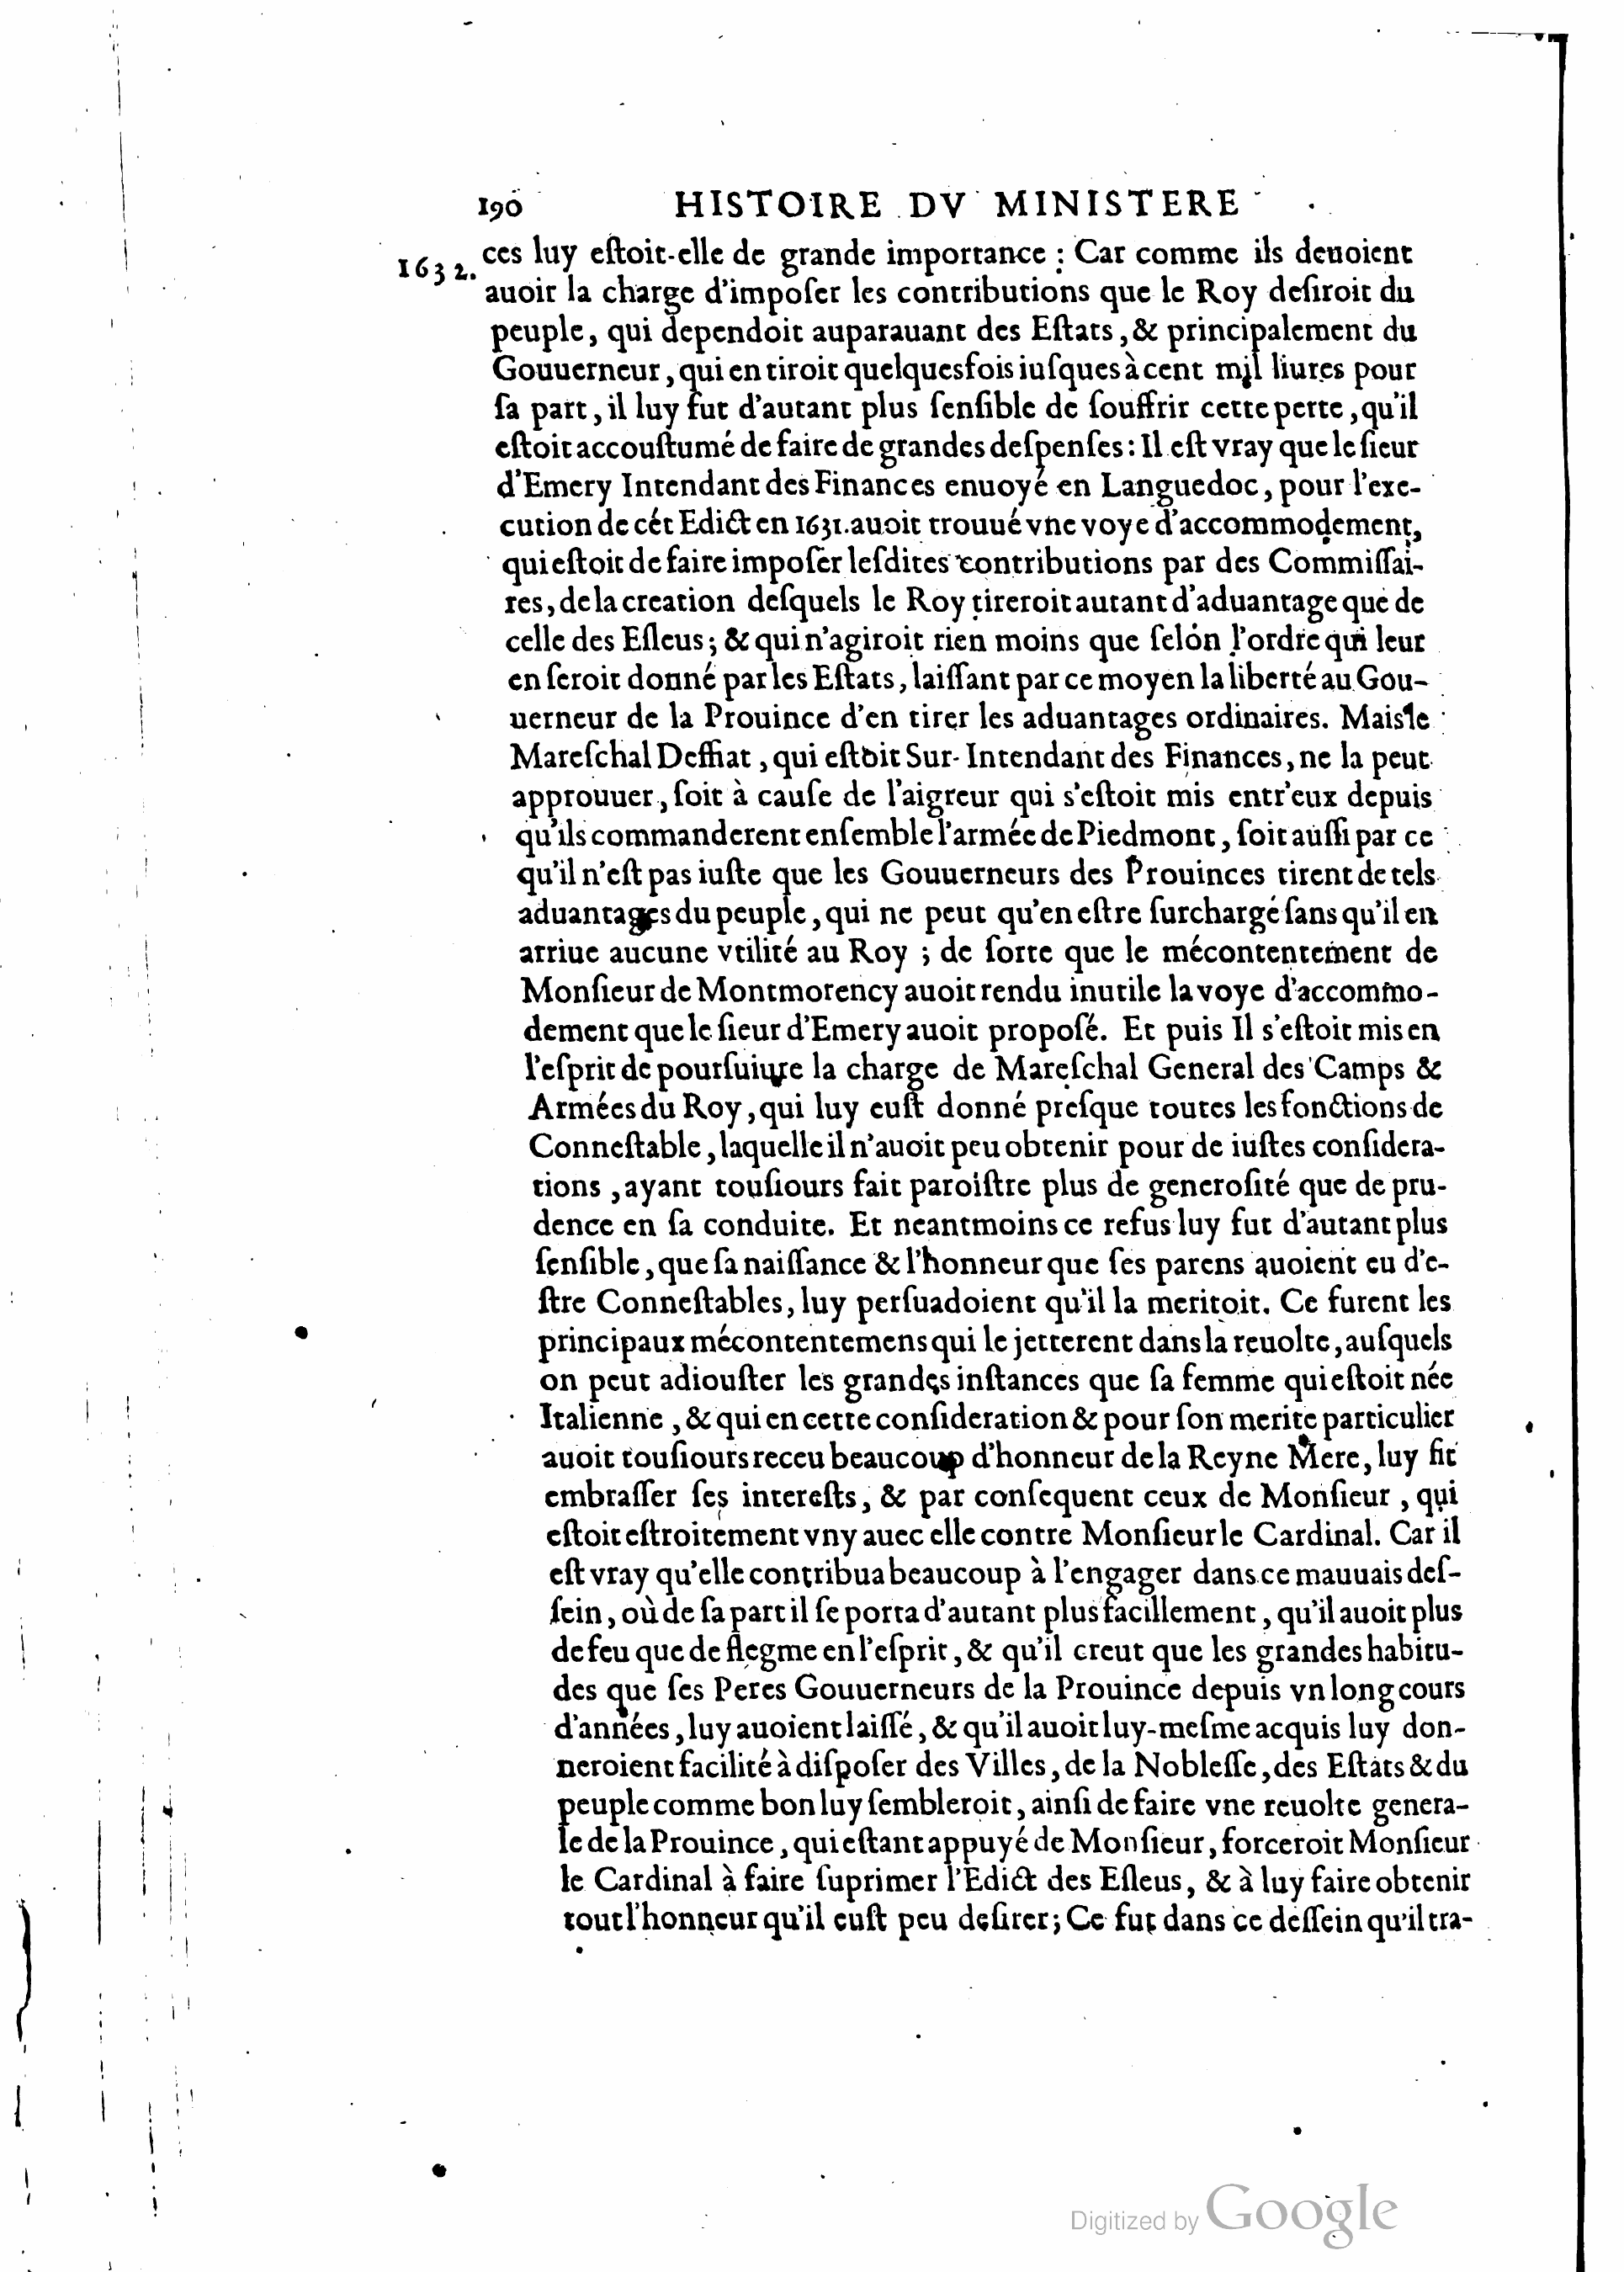 190 HISTOIRE DV MINISTERE
1632. ces luy eſtoit-elle de grande importance : Car comme ils deuoient
auoir la charge d'impoſer les contributions que le Roy deſiroit du
peuple, qui dependoit auparauant des Eſtats, & principalement du
Gouuerneur, qui en tiroit quelquesfois iuſques à cent mil liures pour
ſa part, il luy fut d'autant plus ſenſible de ſouffrir cette perte, qu'il
eſtoit accouſtumé de faire de grandes deſpenſes : Il eſt vray que le ſieur
d'Emery Intendant des Finances enuoyé en Languedoc, pour l'exe-
cution de cét Edict en 1631. auoit trouué vne voye d'accommodement,
qui eſtoit de faire impoſer leſdites contributions par des Commiſſai-
res, de la creation deſquels le Roy tireroit autant d'aduantage que de
celle des Eſleus ; & qui n'agiroit rien moins que ſelon l'ordre qui leur
en ſeroit donné par les Eſtats, laiſſant par ce moyen la liberté au Gou-
uerneur de la Prouince d'en tirer les aduantages ordinaires. Mais le
Mareſchal Deffiat, qui eſtoit Sur-Intendant des Finances, ne la peut
approuuer, ſoit à cauſe de l'aigreur qui s'eſtoit mis entr'eux depuis
qu'ils commanderent enſemble l'armée de Piedmont, ſoit auſſi par ce
qu'il n'eſt pas iuſte que les Gouuerneurs des Prouinces tirent de tels
aduantages du peuple, qui ne peut qu'en eſtre ſurchargé ſans qu'il en
arriue aucune vtilité au Roy ; de ſorte que le mécontentement de
Monſieur de Montmorency auoit rendu inutile la voye d'accommo-
dement que le ſieur d'Emery auoit propoſé. Et puis Il s'eſtoit mis en
l'eſprit de pourſuiure la charge de Mareſchal General des Camps &
Armées du Roy, qui luy euſt donné preſque toutes les fonctions de
Conneſtable, laquelle il n'auoit peu obtenir pour de iuſtes conſidera-
tions, ayant touſiours fait paroiſtre plus de generoſité que de pru-
dence en ſa conduite. Et neantmoins ce refus luy fut d'autant plus
ſenſible, que ſa naiſſance & l'honneur que ſes parens auoient eu d'e-
ſtre Conneſtables, luy perſuadoient qu'il la meritoit. Ce furent les
principaux mécontentemens qui le jetterent dans la reuolte, auſquels
on peut adiouſter les grandes inſtances que ſa femme qui eſtoit née
Italienne, & qui en cette conſideration & pour ſon merite particulier
auoit touſiours receu beaucoup d'honneur de la Reyne Mere, luy fit
embraſſer ſes intereſts, & par conſequent ceux de Monſieur, qui
eſtoit eſtroitement vny auec elle contre Monſieur le Cardinal. Car il
eſt vray qu'elle contribua beaucoup à l'engager dans ce mauuais deſ-
ſein, où de ſa part il ſe porta d'autant plus facillement, qu'il auoit plus
de feu que de flegme en l'eſprit, & qu'il creut que les grandes habitu-
des que ſes Peres Gouuerneurs de la Prouince depuis vn long cours
d'années, luy auoient laiſſé, & qu'il auoit luy-meſme acquis luy don-
neroient facilité à diſpoſer des Villes, de la Nobleſſe, des Eſtats & du
peuple comme bon luy ſembleroit, ainſi de faire vne reuolte genera-
le de la Prouince, qui eſtant appuyé de Monſieur, forceroit Monſieur
le Cardinal à faire ſuprimer l'Edict des Eſleus, & à luy faire obtenir
tout l'honneur qu'il euſt peu deſirer ; Ce fut dans ce deſſein qu'il tra-
Digitized by Google